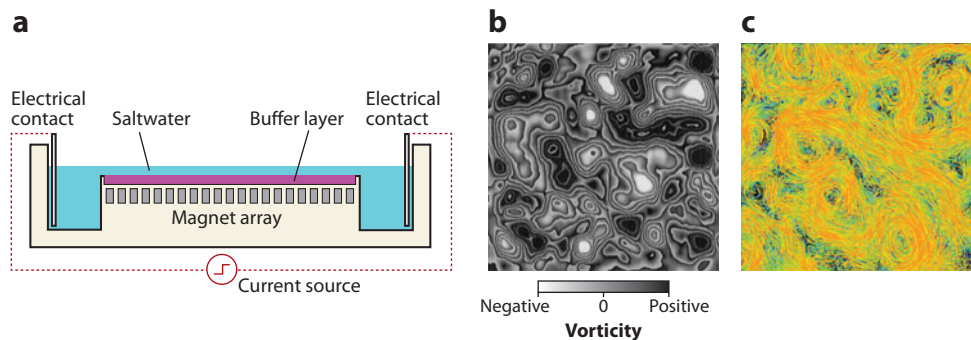 a
Electrical
contact
Saltwater
Buffer layer
Electrical
contact
Magnet array
Current source
b
Negative 0 Positive
Vorticity
c